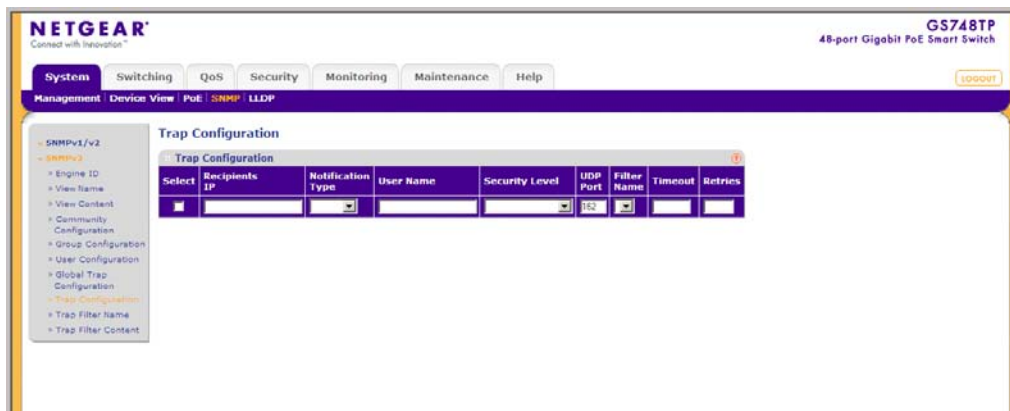 NETGEAR
Connect with Innovation™
GS748TP
48-port Gigabit PoE Smart Switch
System Switching QoS Security Monitoring Maintenance Help
LOGOUT
Management Device View PoE SNMP LLDP
SNMPv1/v2
SNMPv3
Engine ID
View Name
View Content
Community
Configuration
Group Configuration
User Configuration
Global Trap
Configuration
Trap Configuration
Trap Filter Name
Trap Filter Content
Trap Configuration
Trap Configuration
Select Recipients IP Notification Type User Name Security Level UDP Port Filter Name Timeout Retries
162